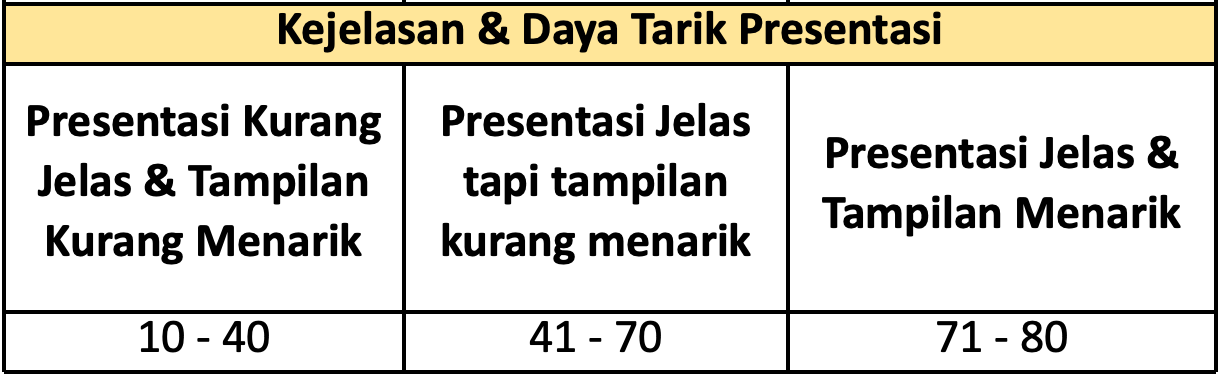 Kejelasan & Daya Tarik Presentasi
Presentasi Kurang
Jelas & Tampilan
Kurang Menarik
Presentasi Jelas
tapi tampilan
kurang menarik
Presentasi Jelas &
Tampilan Menarik
10 - 40
41 - 70
71 - 80